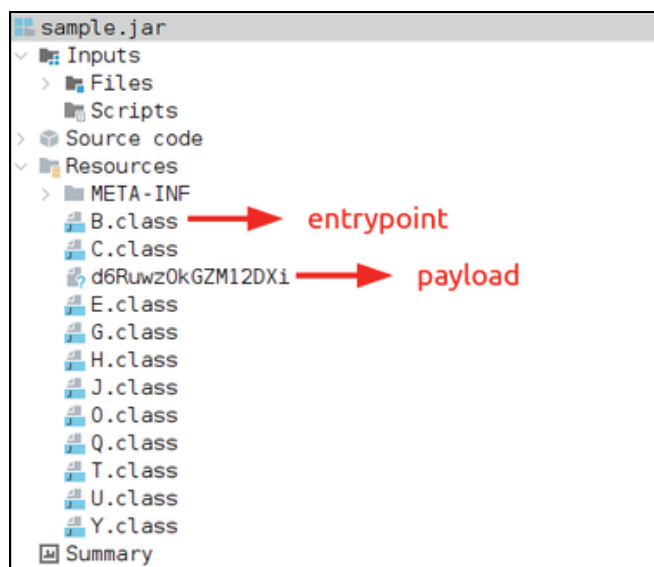 sample.jar
Inputs
Files
Scripts
Source code
Resources
META-INF
B.class entrypoint
C.class
d6RuwzOkGZM12DXi payload
E.class
G.class
H.class
J.class
O.class
Q.class
T.class
U.class
Y.class
Summary